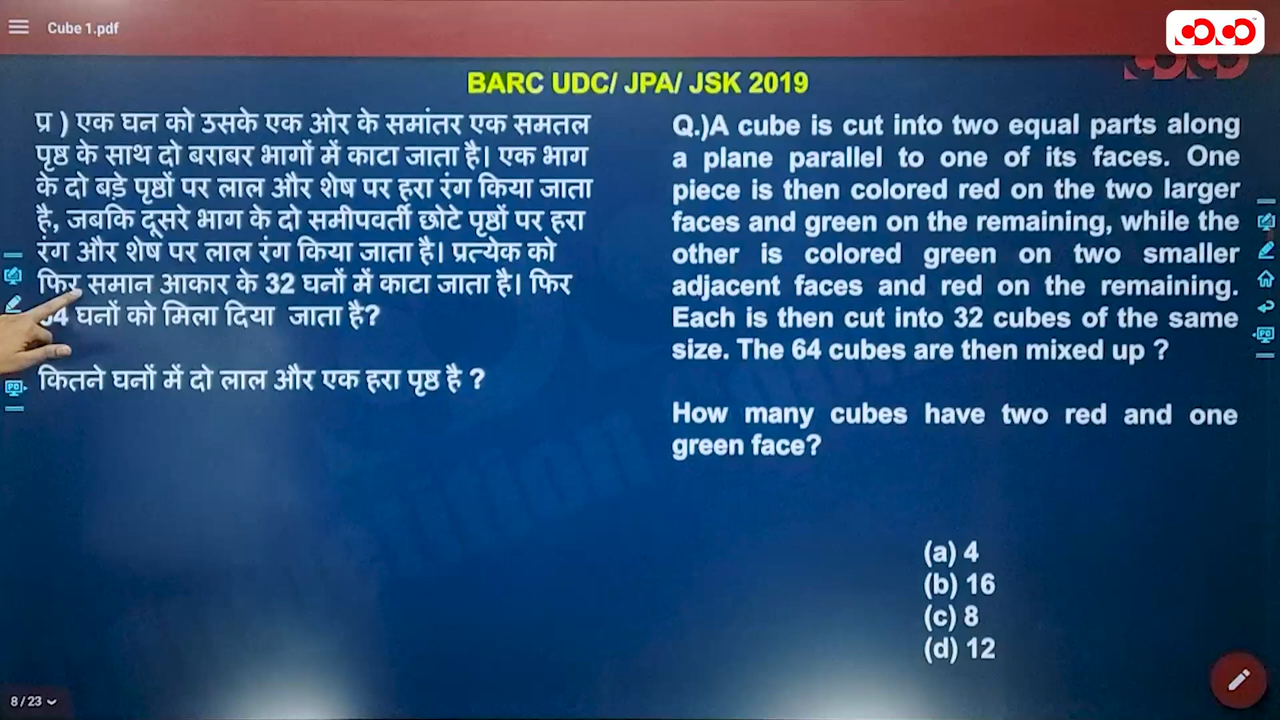 Cube 1.pdf
BARC UDC/ JPA/ JSK 2019
प्र ) एक घन को उसके एक ओर के समांतर एक समतल
पृष्ठ के साथ दो बराबर भागों में काटा जाता है। एक भाग
के दो बड़े पृष्ठों पर लाल और शेष पर हरा रंग किया जाता
है, जबकि दूसरे भाग के दो समीपवर्ती छोटे पृष्ठों पर हरा
रंग और शेष पर लाल रंग किया जाता है। प्रत्येक को
फिर समान आकार के 32 घनों में काटा जाता है। फिर
घनों को मिला दिया जाता है?
कितने घनों में दो लाल और एक हरा पृष्ठ है ?
Q.)A cube is cut into two equal parts along
a plane parallel to one of its faces. One
piece is then colored red on the two larger
faces and green on the remaining, while the
other is colored green on two smaller
adjacent faces and red on the remaining.
Each is then cut into 32 cubes of the same
size. The 64 cubes are then mixed up ?
How many cubes have two red and one
green face?
(a) 4
(b) 16
(c) 8
(d) 12
8 / 23